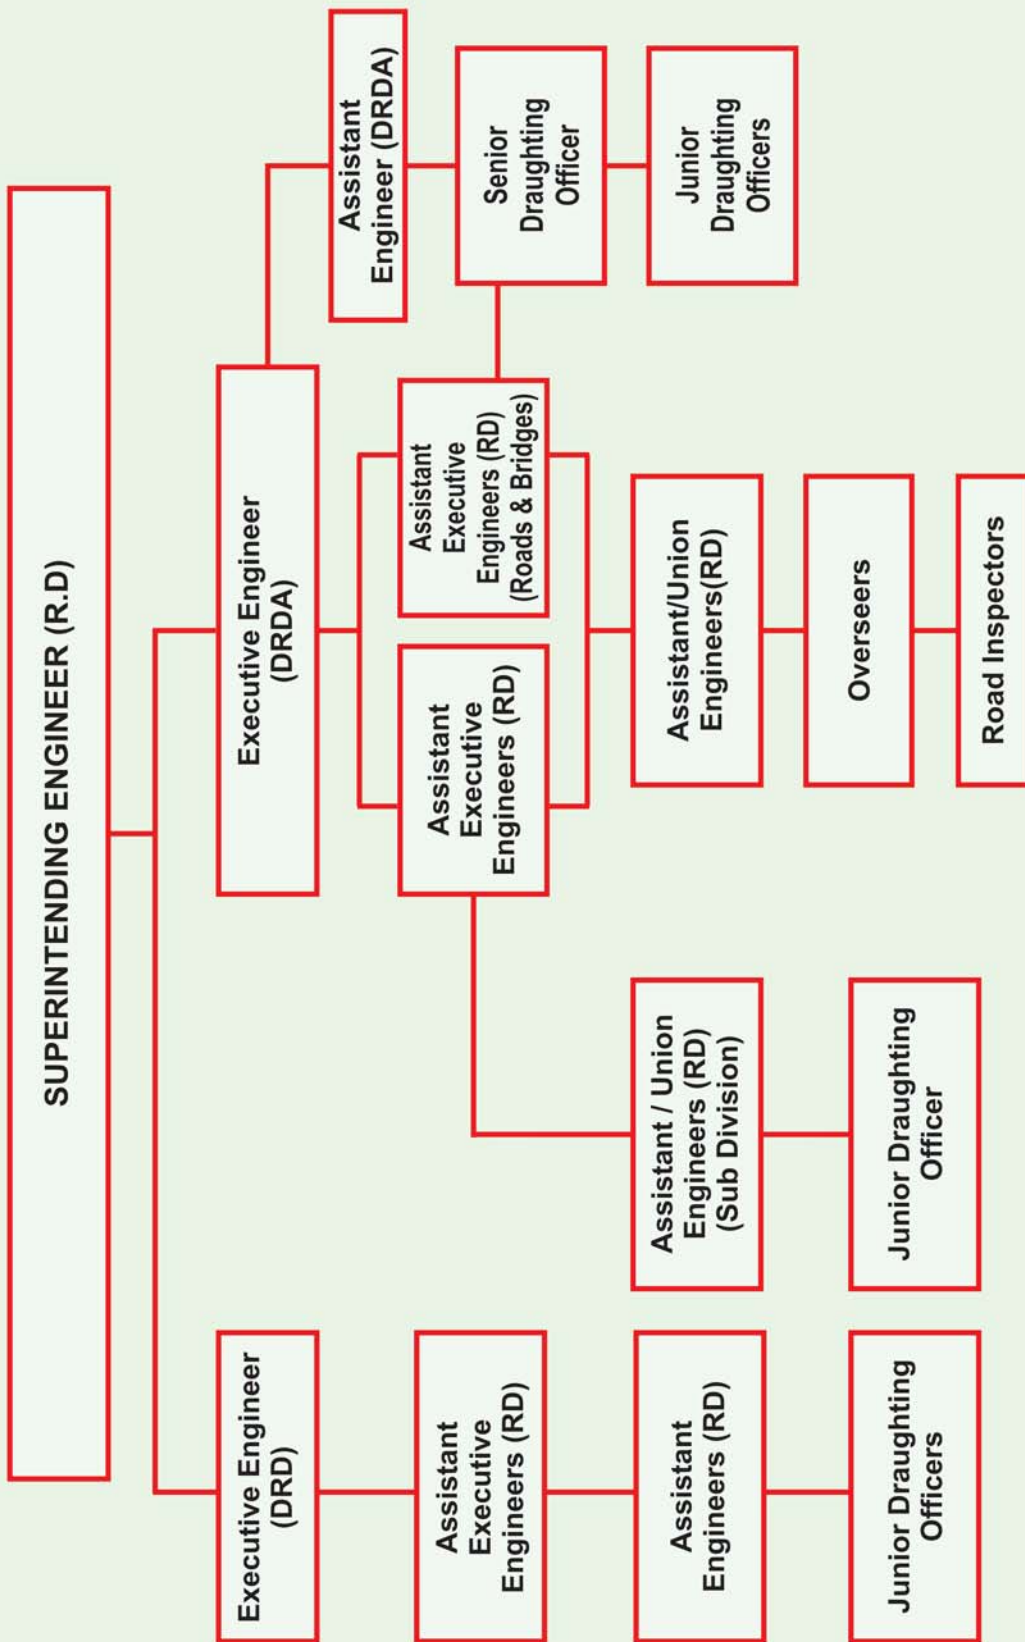 SUPERINTENDING ENGINEER (R.D)
Executive Engineer
(DRD)
Executive Engineer
(DRDA)
Assistant
Engineer (DRDA)
Assistant
Executive
Engineers (RD)
Assistant
Executive
Engineers (RD)
Assistant
Executive
Engineers (RD)
(Roads & Bridges)
Senior
Draughting
Officer
Assistant
Engineers (RD)
Assistant / Union
Engineers (RD)
(Sub Division)
Assistant/Union
Engineers(RD)
Junior
Draughting
Officers
Junior Draughting
Officers
Junior Draughting
Officer
Overseers
Road Inspectors